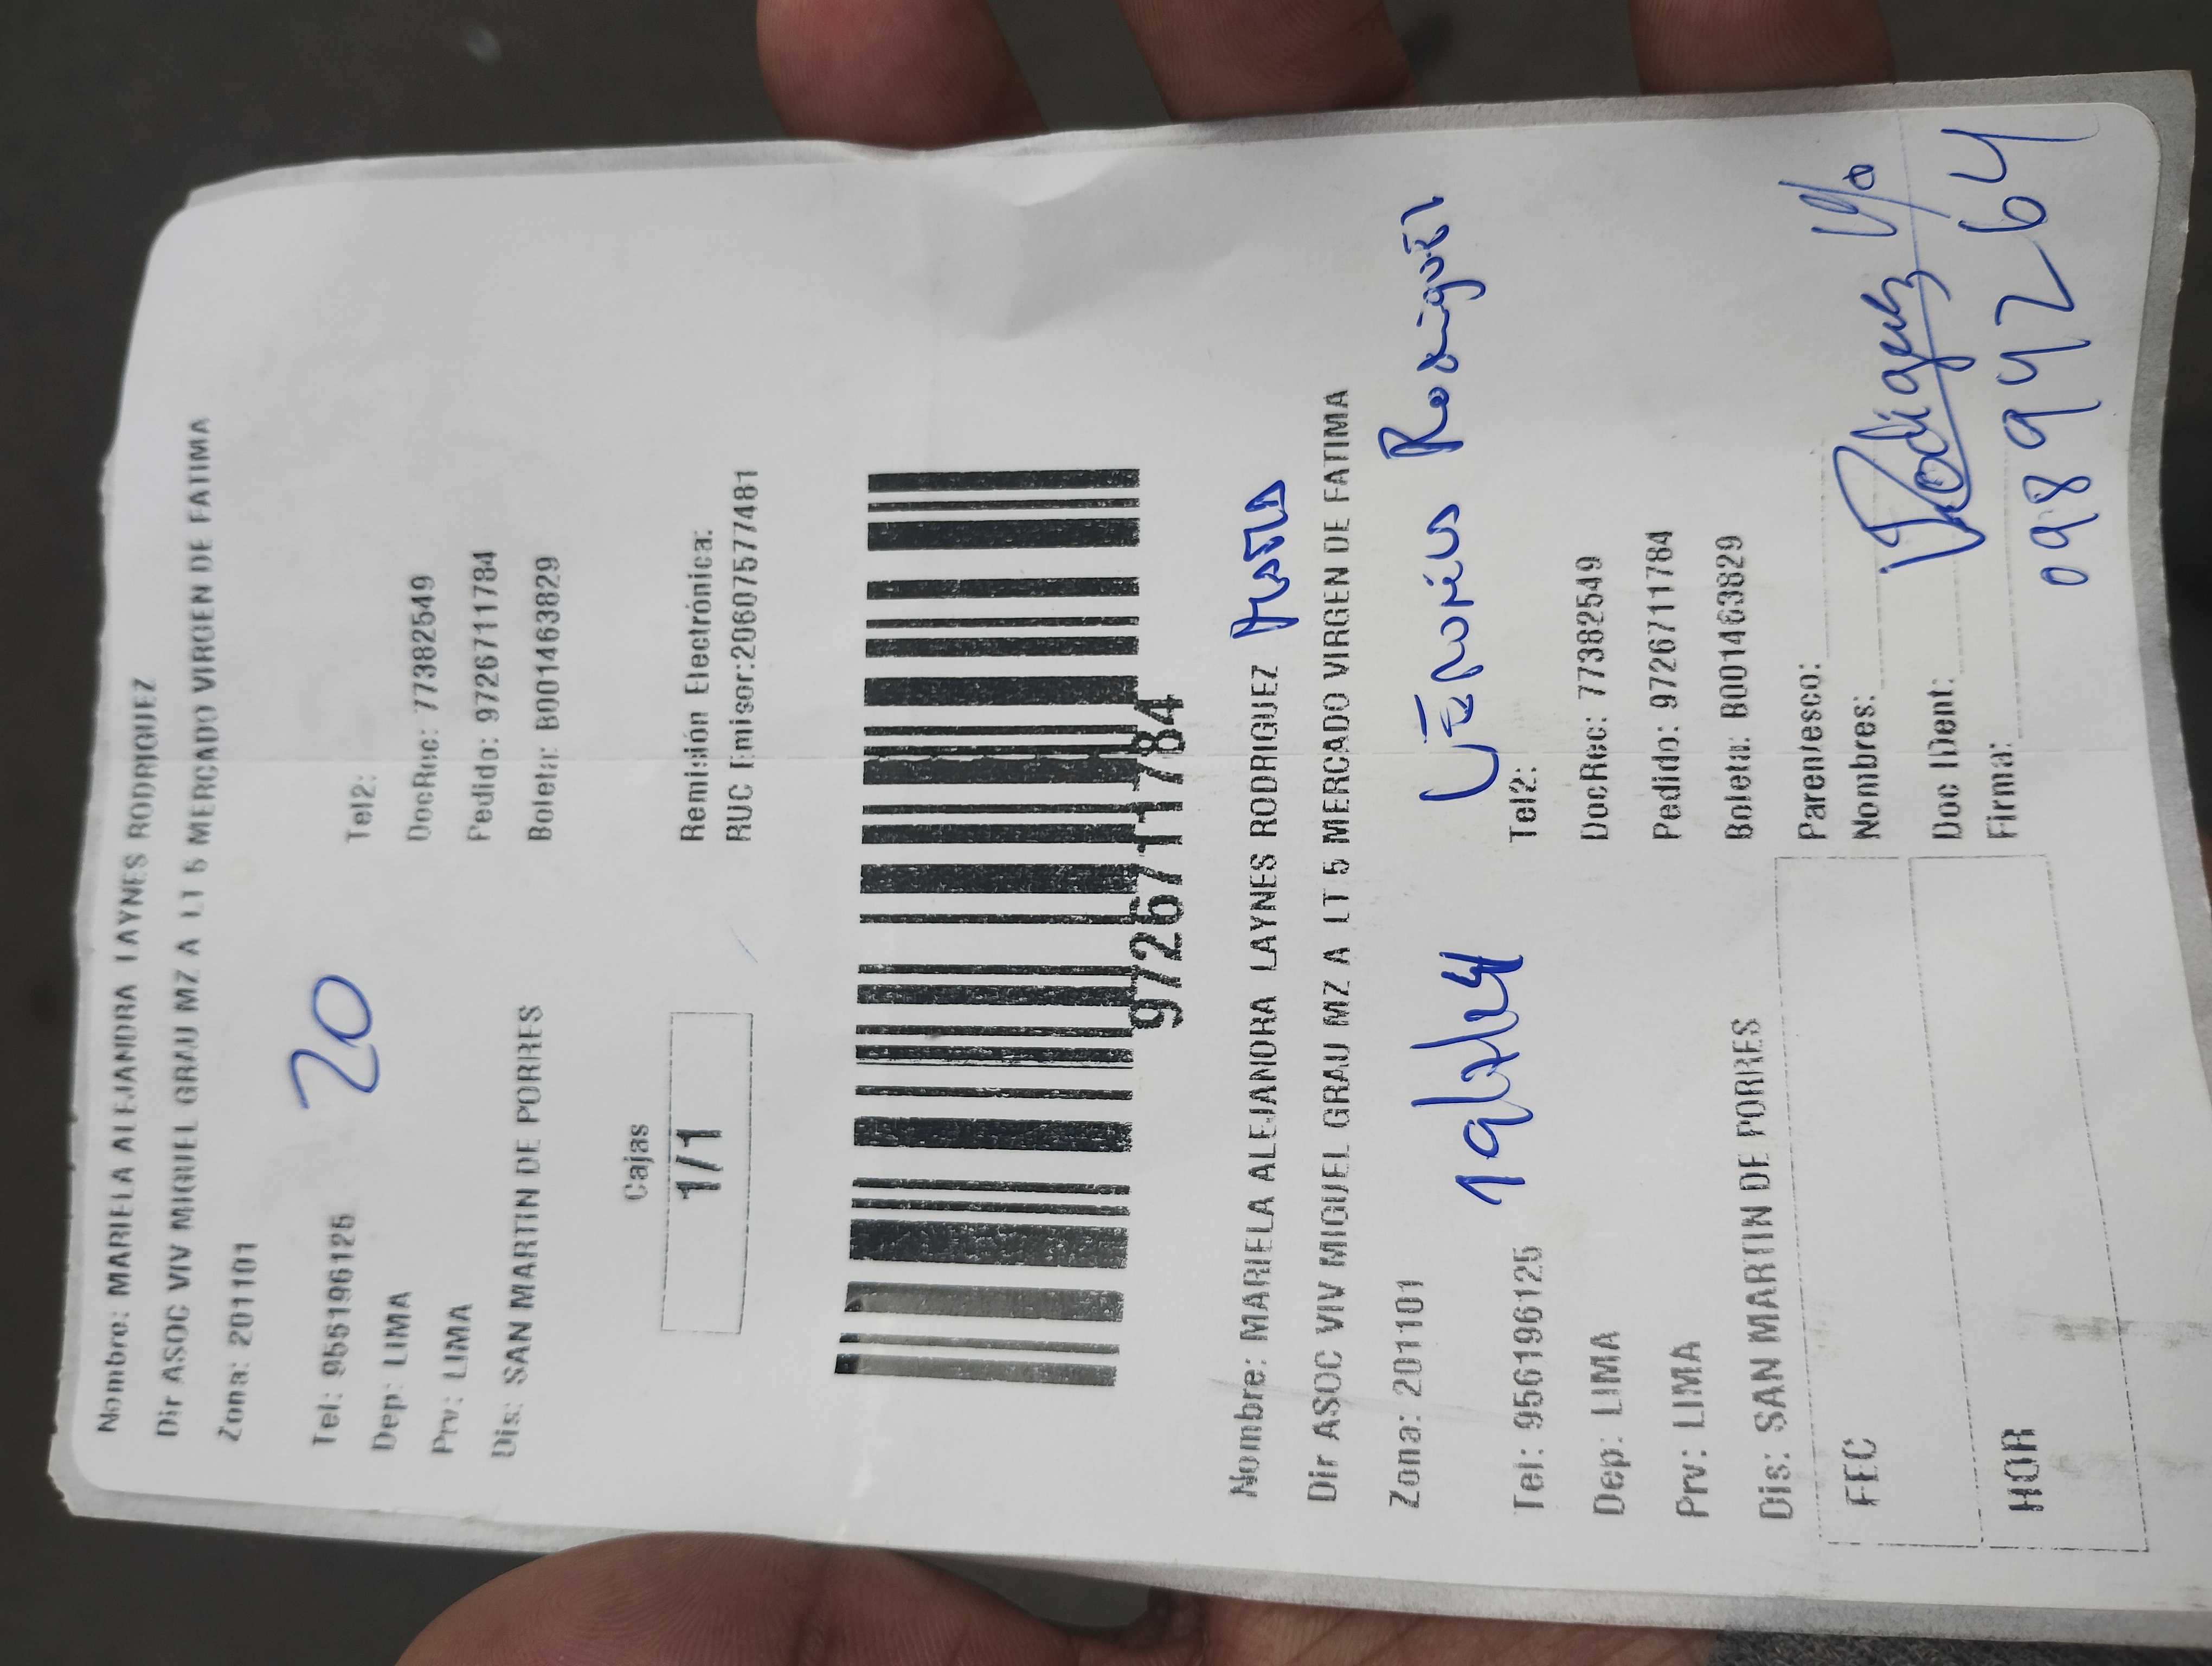 Nombre: MARIELA ALEJANDRA LAYNES RODRIGUEZ
Dir ASOC VIV MIGUEL GRAU MZ A LT 5 MERCADO VIRGEN DE FATIMA
Zona: 201101
20
Tel: 956196125 Tel2:
Dep: LIMA DocRec: 77382549
Prv: LIMA Pedido: 97267111784
Dis: SAN MARTIN DE PORRES Boleta: B001463829
Cajas
1/1
Remisión Electrónica:
RUC Emisor:20607577481
97267111784
Nombre: MARIELA ALEJANDRA LAYNES RODRIGUEZ
Dir ASOC VIV MIGUEL GRAU MZ A LT 5 MERCADO VIRGEN DE FATIMA
Zona: 201101
Rodriguez
Tel: 956196125 Tel2:
Dep: LIMA DocRec: 77382549
Prv: LIMA Pedido: 97267111784
Dis: SAN MARTIN DE PORRES Boleta: B001463829
FEC Parentesco:
Nombres:
HOR Doc IDent:
Firma:
Rodriguez